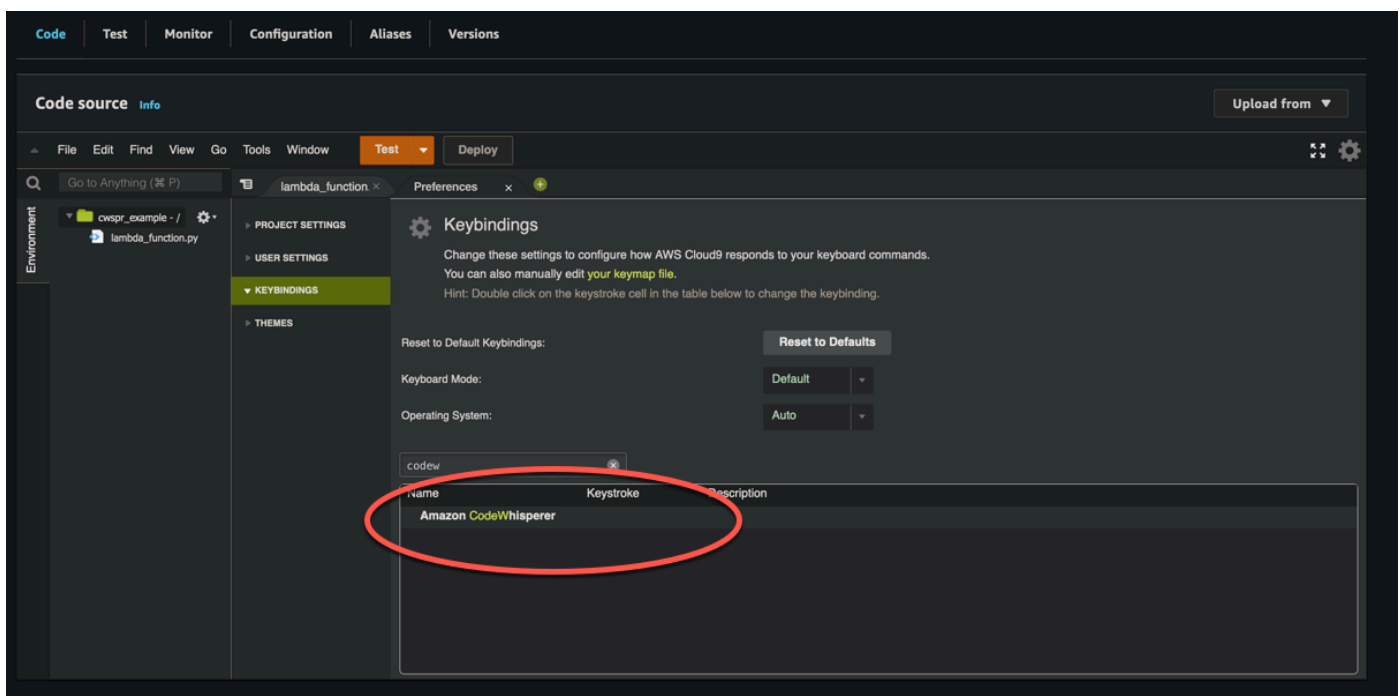 Code Test Monitor Configuration Aliases Versions
Code source Info
Upload from
File Edit Find View Go Tools Window Test Deploy
Go to Anything (⌘ P)
lambda_function × Preferences ×
Environment
cwspr_example - /
lambda_function.py
PROJECT SETTINGS
USER SETTINGS
KEYBINDINGS
THEMES
Keybindings
Change these settings to configure how AWS Cloud9 responds to your keyboard commands.
You can also manually edit your keymap file.
Hint: Double click on the keystroke cell in the table below to change the keybinding.
Reset to Default Keybindings: Reset to Defaults
Keyboard Mode: Default
Operating System: Auto
codew
Name Keystroke Description
Amazon CodeWhisperer